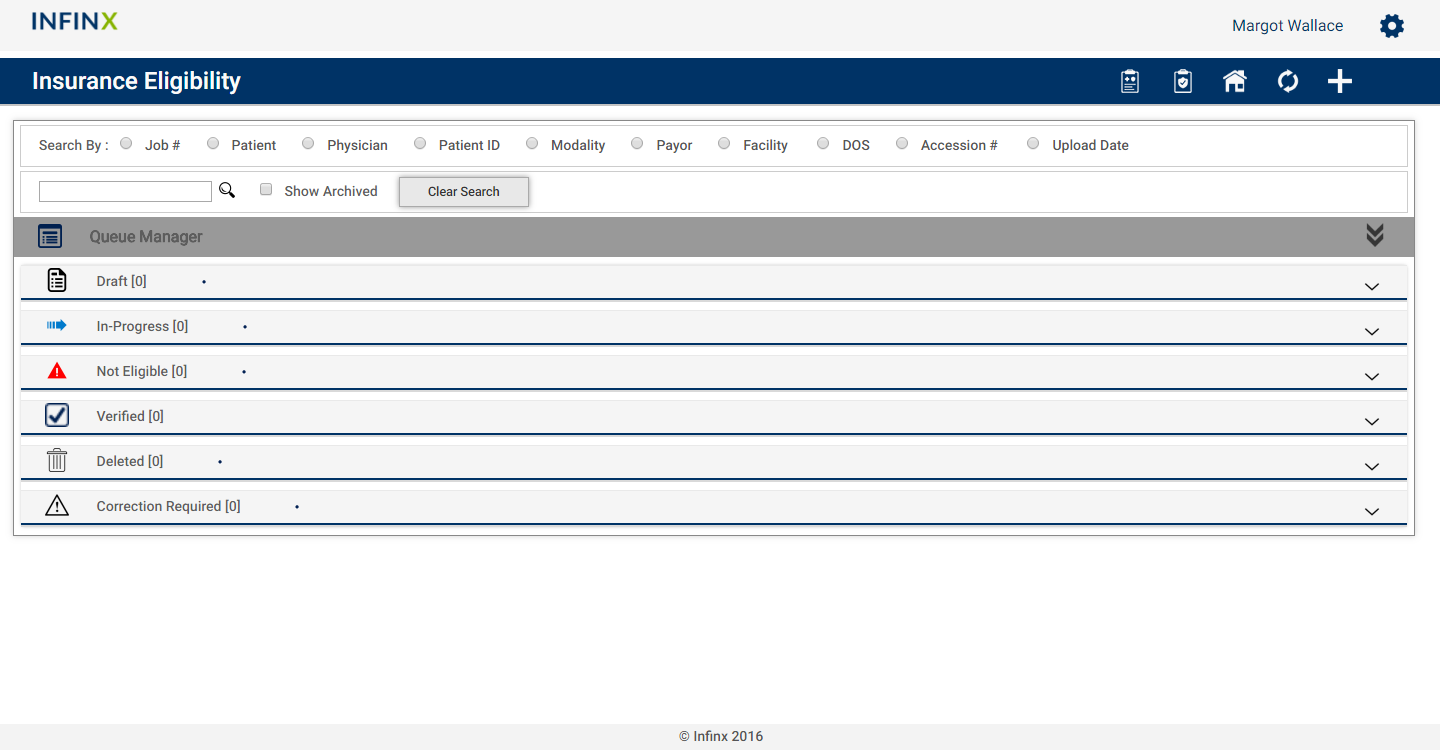 INFINX
Margot Wallace
Insurance Eligibility
Search By : Job # Patient Physician Patient ID Modality Payor Facility DOS Accession # Upload Date
Show Archived Clear Search
Queue Manager
Draft [0]
In-Progress [0]
Not Eligible [0]
Verified [0]
Deleted [0]
Correction Required [0]
© Infinx 2016